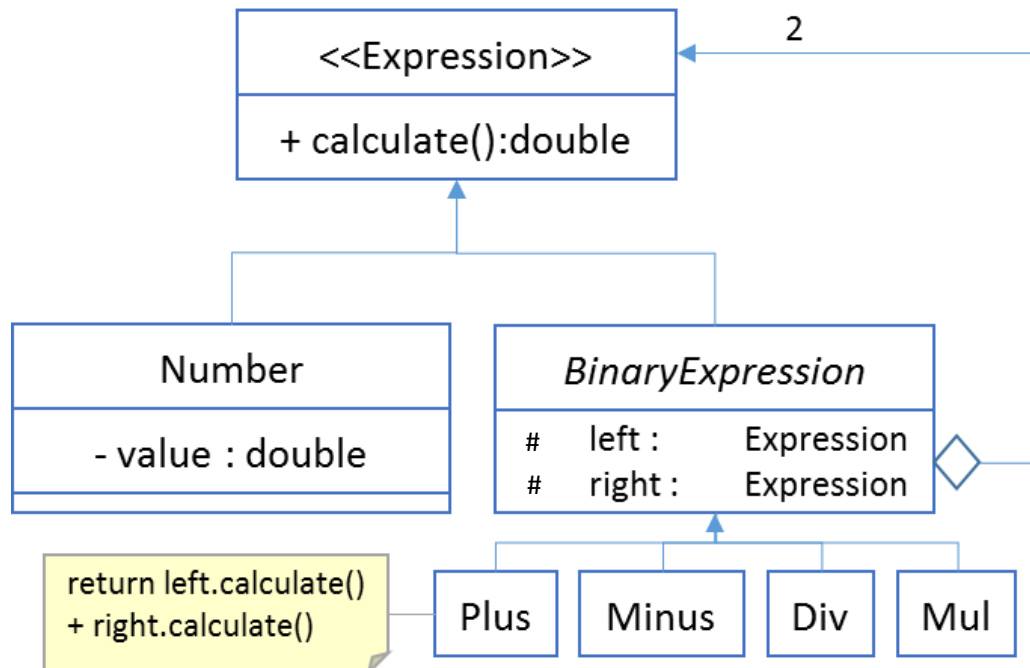 2
<<Expression>>
+ calculate():double
Number
- value : double
BinaryExpression
# left : Expression
# right : Expression
return left.calculate()
+ right.calculate()
Plus
Minus
Div
Mul